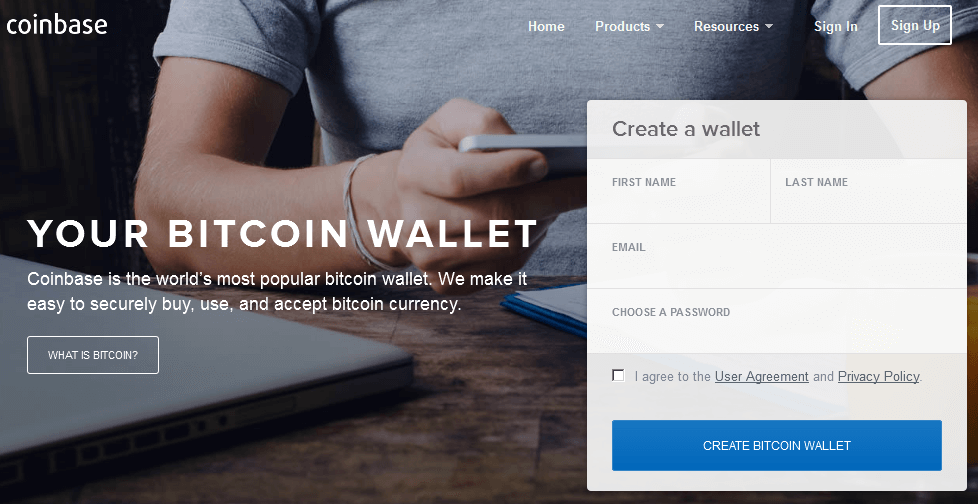 coinbase
Home
Products
Resources
Sign In
Sign Up
Create a wallet
FIRST NAME
LAST NAME
EMAIL
CHOOSE A PASSWORD
I agree to the User Agreement and Privacy Policy.
CREATE BITCOIN WALLET
YOUR BITCOIN WALLET
Coinbase is the world's most popular bitcoin wallet. We make it
easy to securely buy, use, and accept bitcoin currency.
WHAT IS BITCOIN?